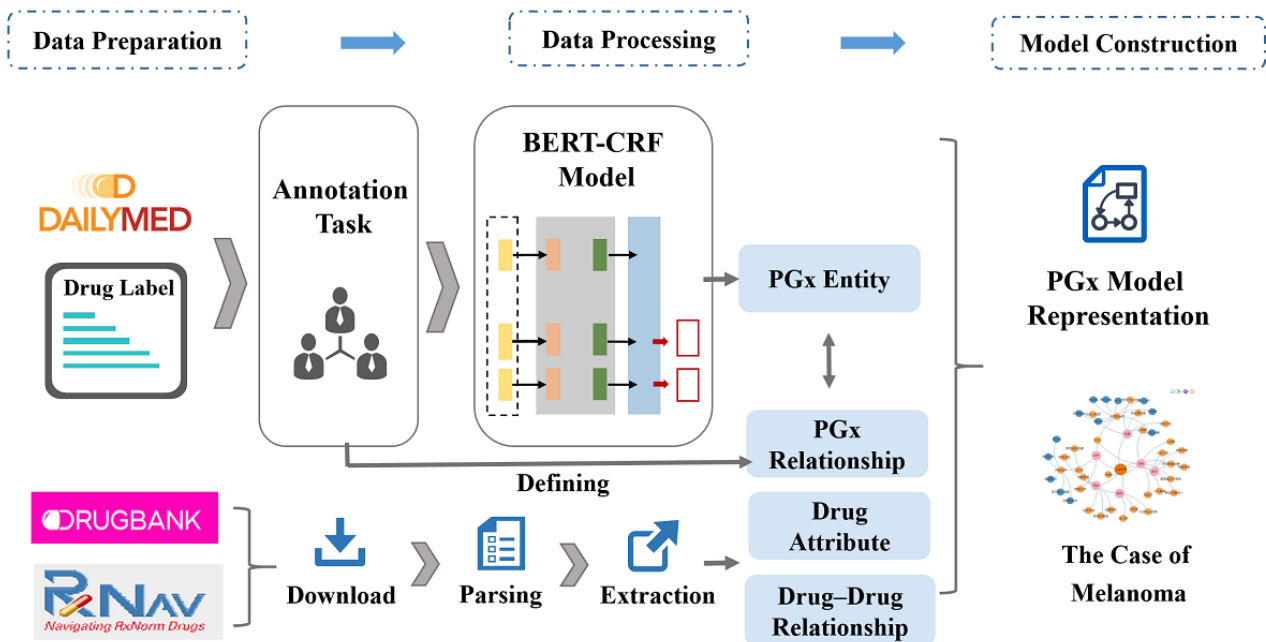 Data Preparation
Data Processing
Model Construction
DAILYMED
Drug Label
Annotation
Task
BERT-CRF
Model
PGx Entity
PGx
Relationship
Defining
PGx Model
Representation
DRUGBANK
RxNav
Navigating RxNorm Drugs
Download
Parsing
Extraction
Drug
Attribute
Drug–Drug
Relationship
The Case of
Melanoma